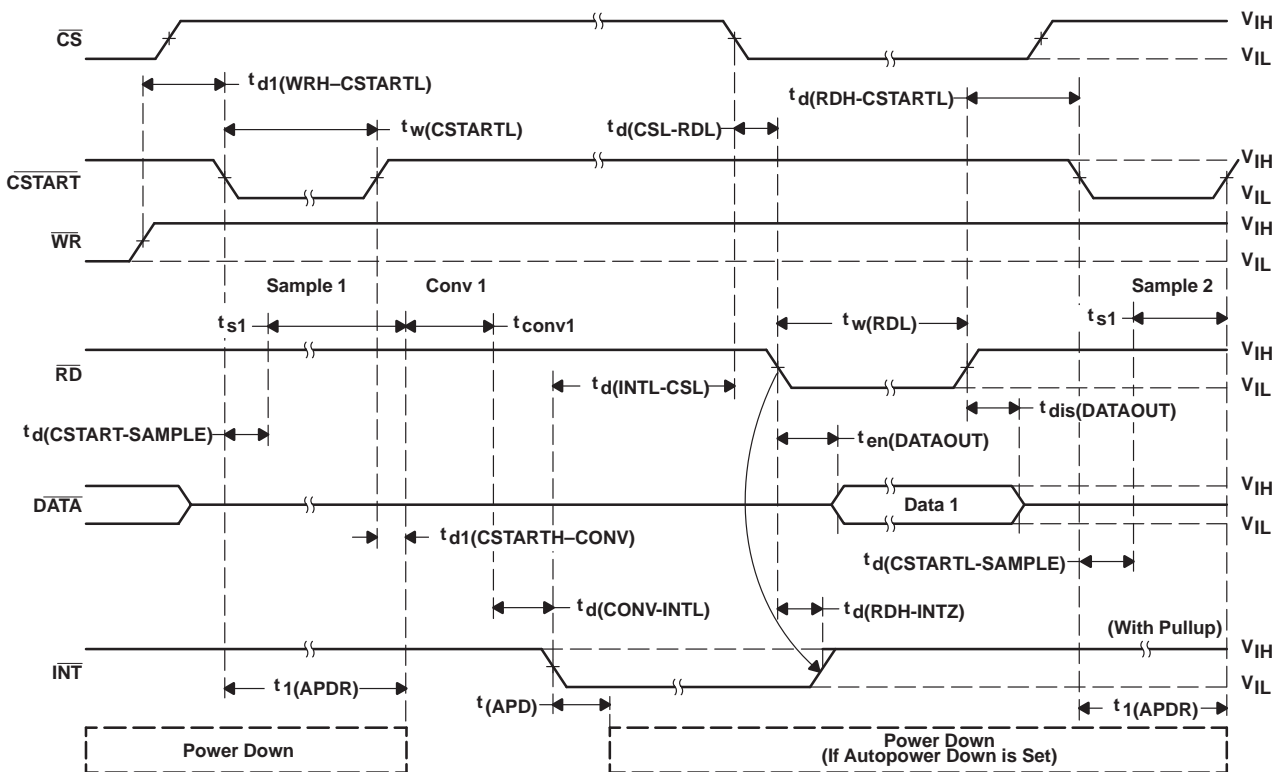 CS
VIH
VIL
td1(WRH–CSTARTL)
td(RDH-CSTARTL)
tw(CSTARTL)
td(CSL-RDL)
CSTART
VIH
VIL
WR
VIH
VIL
Sample 1
Conv 1
Sample 2
ts1
tconv1
tw(RDL)
ts1
RD
VIH
VIL
td(INTL-CSL)
tdis(DATAOUT)
td(CSTART-SAMPLE)
ten(DATAOUT)
DATA
Data 1
VIH
VIL
td1(CSTARTH–CONV)
td(CSTARTL-SAMPLE)
td(CONV-INTL)
td(RDH-INTZ)
(With Pullup)
INT
VIH
VIL
t1(APDR)
t(APD)
t1(APDR)
Power Down
Power Down
(If Autopower Down is Set)